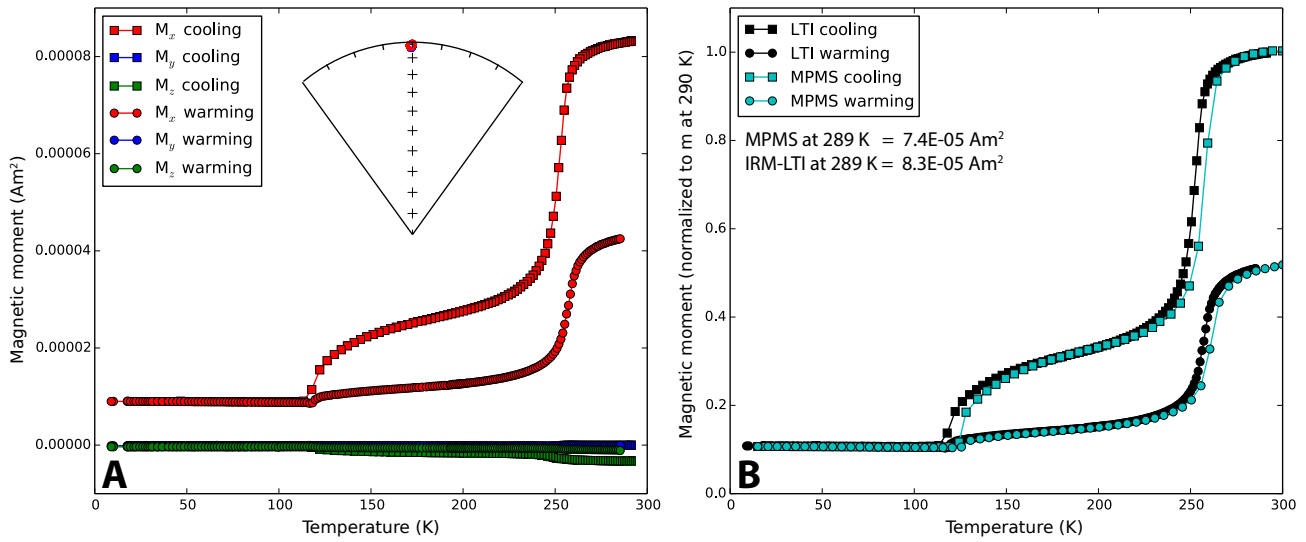 0.00008
0.00006
0.00004
0.00002
0.00000
Magnetic moment (Am²)
Mₓ cooling
M_y cooling
M_z cooling
Mₓ warming
M_y warming
M_z warming
A
0 50 100 150 200 250 300
Temperature (K)
1.0
0.8
0.6
0.4
0.2
0.0
Magnetic moment (normalized to m at 290 K)
LTI cooling
LTI warming
MPMS cooling
MPMS warming
MPMS at 289 K = 7.4E-05 Am²
IRM-LTI at 289 K = 8.3E-05 Am²
B
0 50 100 150 200 250 300
Temperature (K)